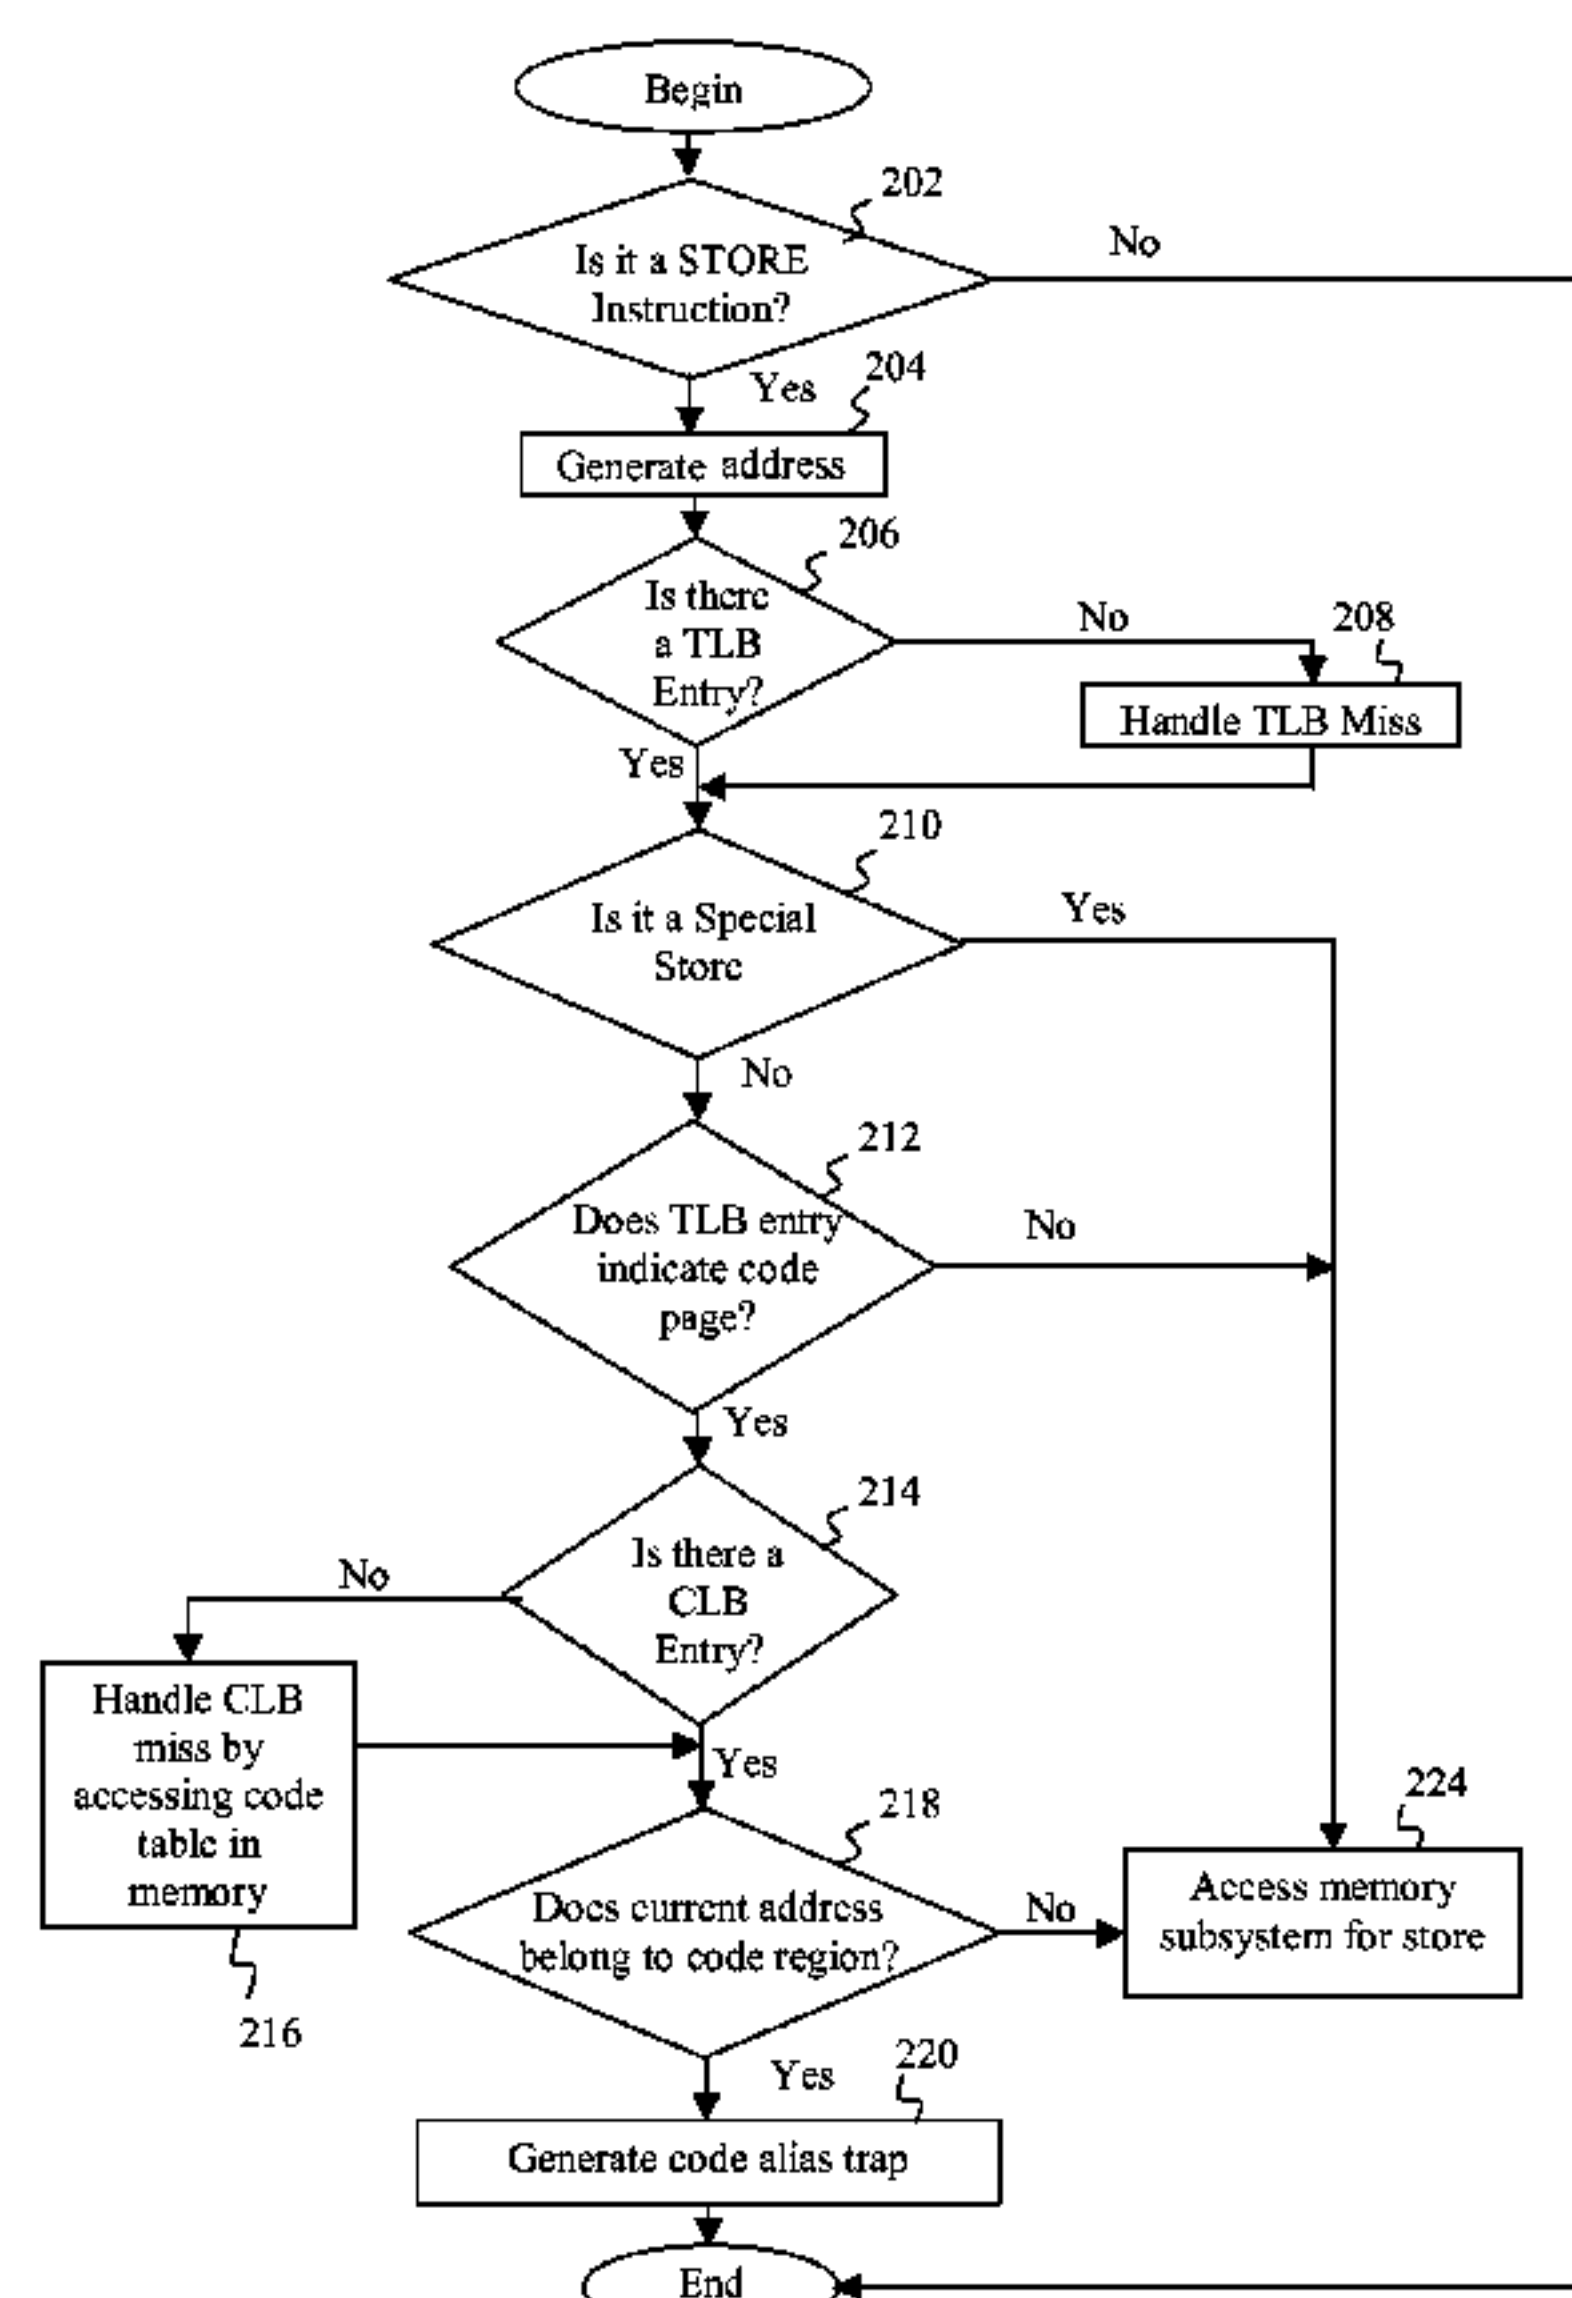 Begin
202
Is it a STORE
Instruction?
No
Yes
204
Generate address
206
Is there
a TLB
Entry?
No
208
Handle TLB Miss
Yes
210
Is it a Special
Store
Yes
No
212
Does TLB entry
indicate code
page?
No
Yes
214
Is there a
CLB
Entry?
No
Handle CLB
miss by
accessing code
table in
memory
216
Yes
218
Does current address
belong to code region?
No
224
Access memory
subsystem for store
Yes
220
Generate code alias trap
End